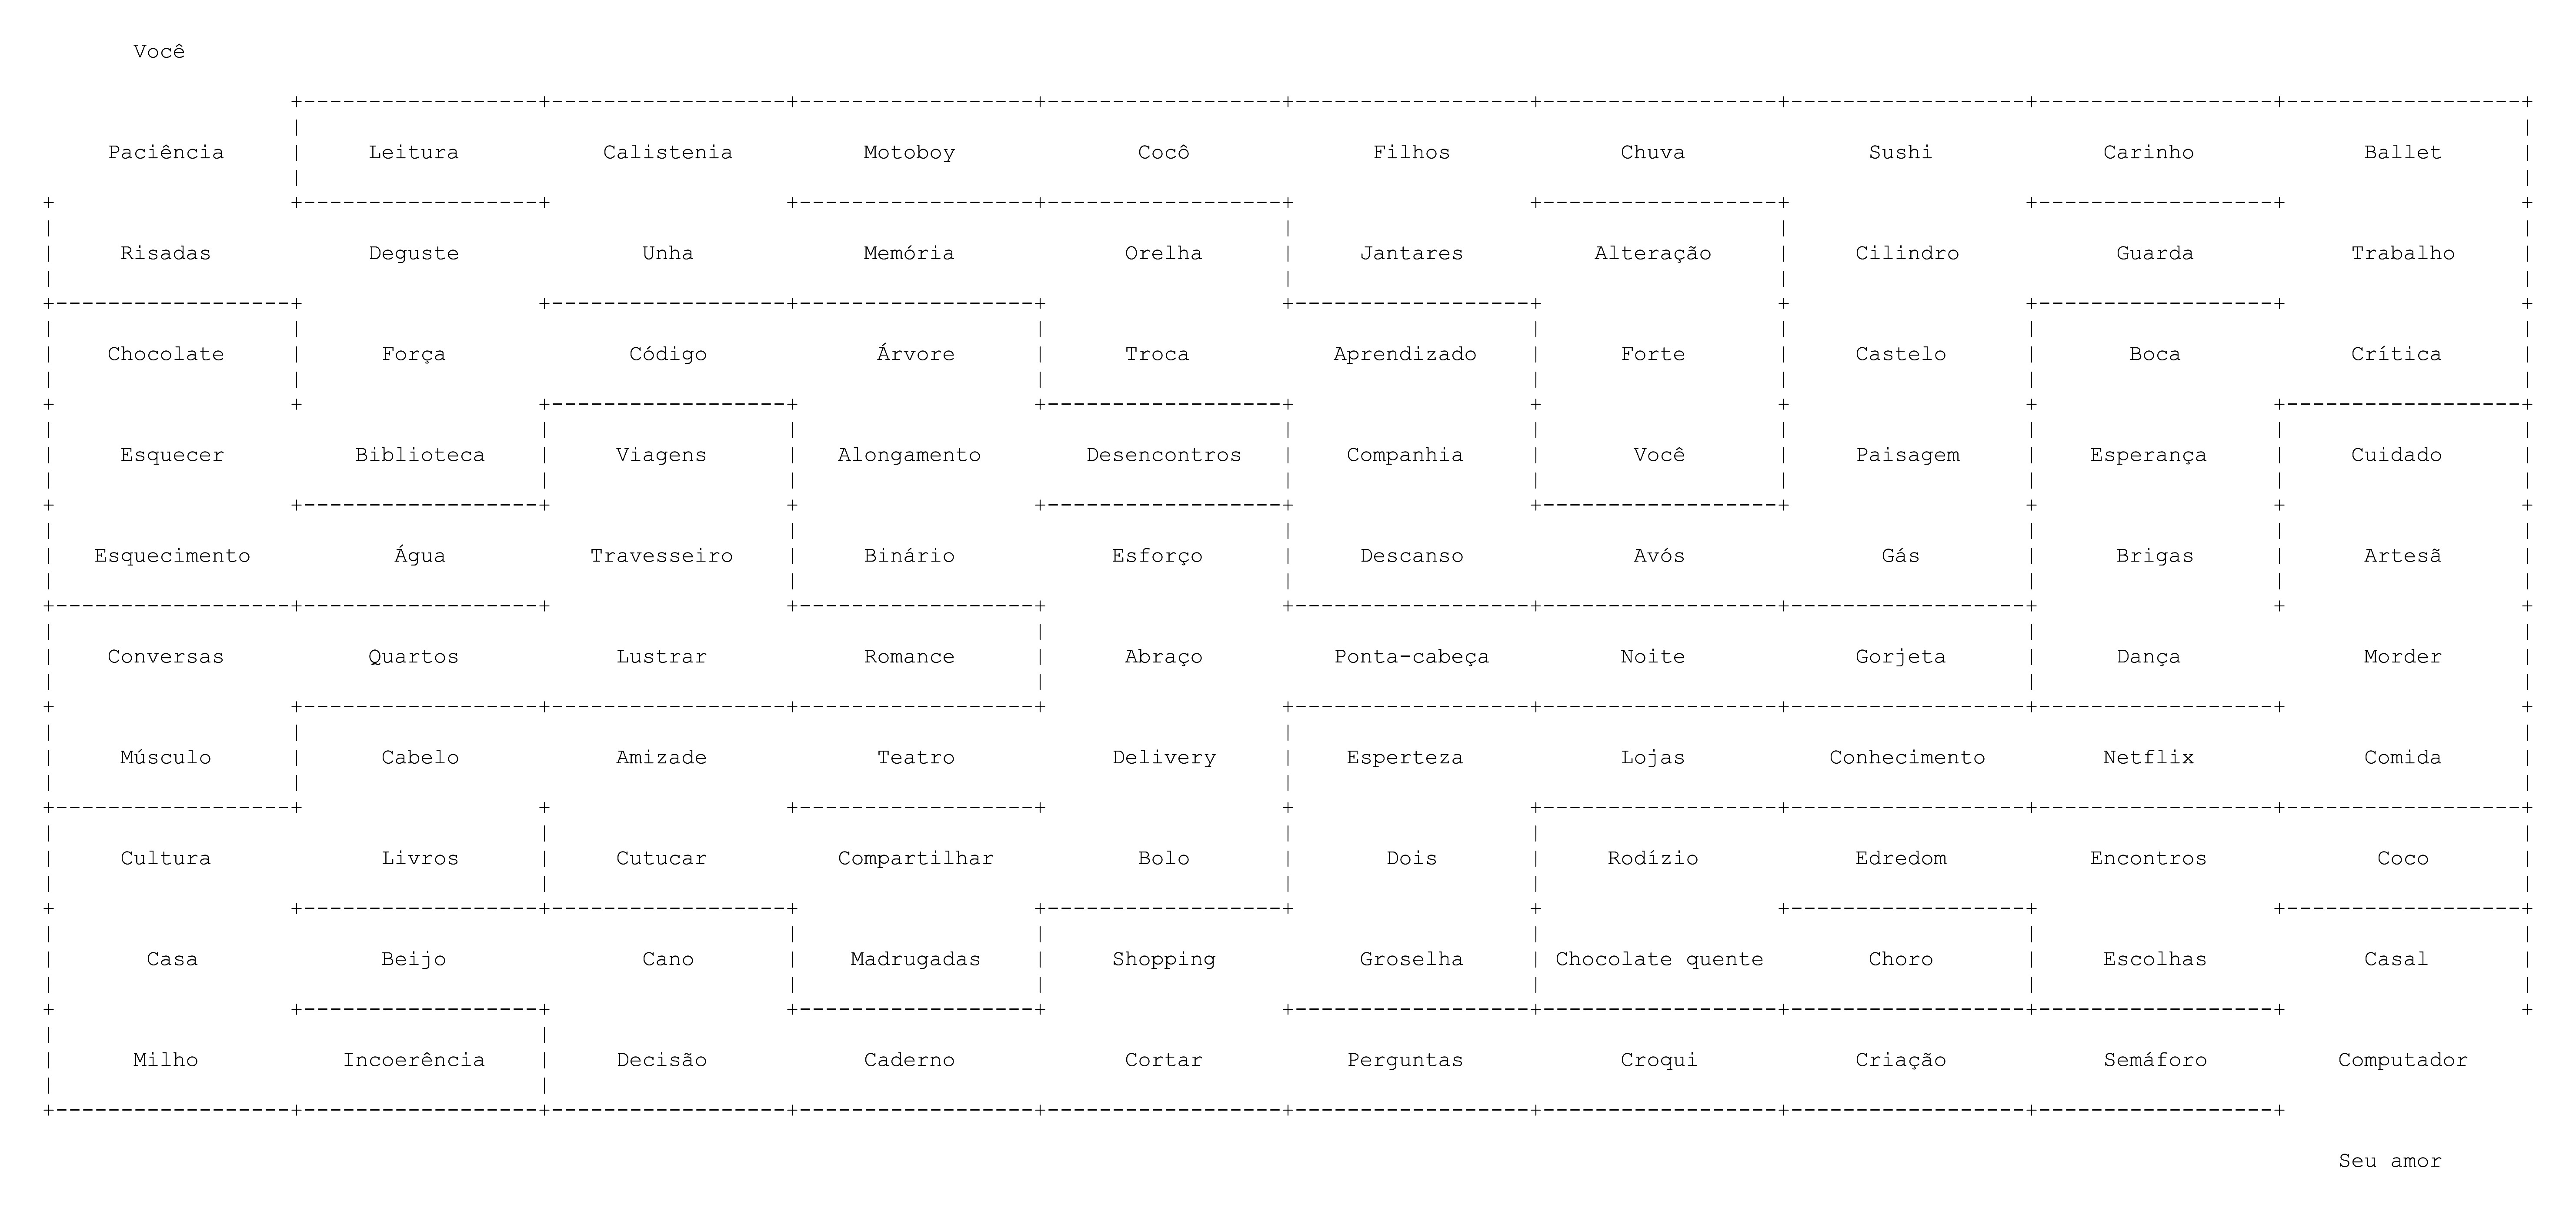 Você
Paciência Leitura Calistenia Motoboy Cocô Filhos Chuva Sushi Carinho Ballet
Risadas Deguste Unha Memória Orelha Jantares Alteração Cilindro Guarda Trabalho
Chocolate Força Código Árvore Troca Aprendizado Forte Castelo Boca Crítica
Esquecer Biblioteca Viagens Alongamento Desencontros Companhia Você Paisagem Esperança Cuidado
Esquecimento Água Travesseiro Binário Esforço Descanso Avós Gás Brigas Artesã
Conversas Quartos Lustrar Romance Abraço Ponta-cabeça Noite Gorjeta Dança Morder
Músculo Cabelo Amizade Teatro Delivery Esperteza Lojas Conhecimento Netflix Comida
Cultura Livros Cutucar Compartilhar Bolo Dois Rodízio Edredom Encontros Coco
Casa Beijo Cano Madrugadas Shopping Groselha Chocolate quente Choro Escolhas Casal
Milho Incoerência Decisão Caderno Cortar Perguntas Croqui Criação Semáforo Computador
Seu amor